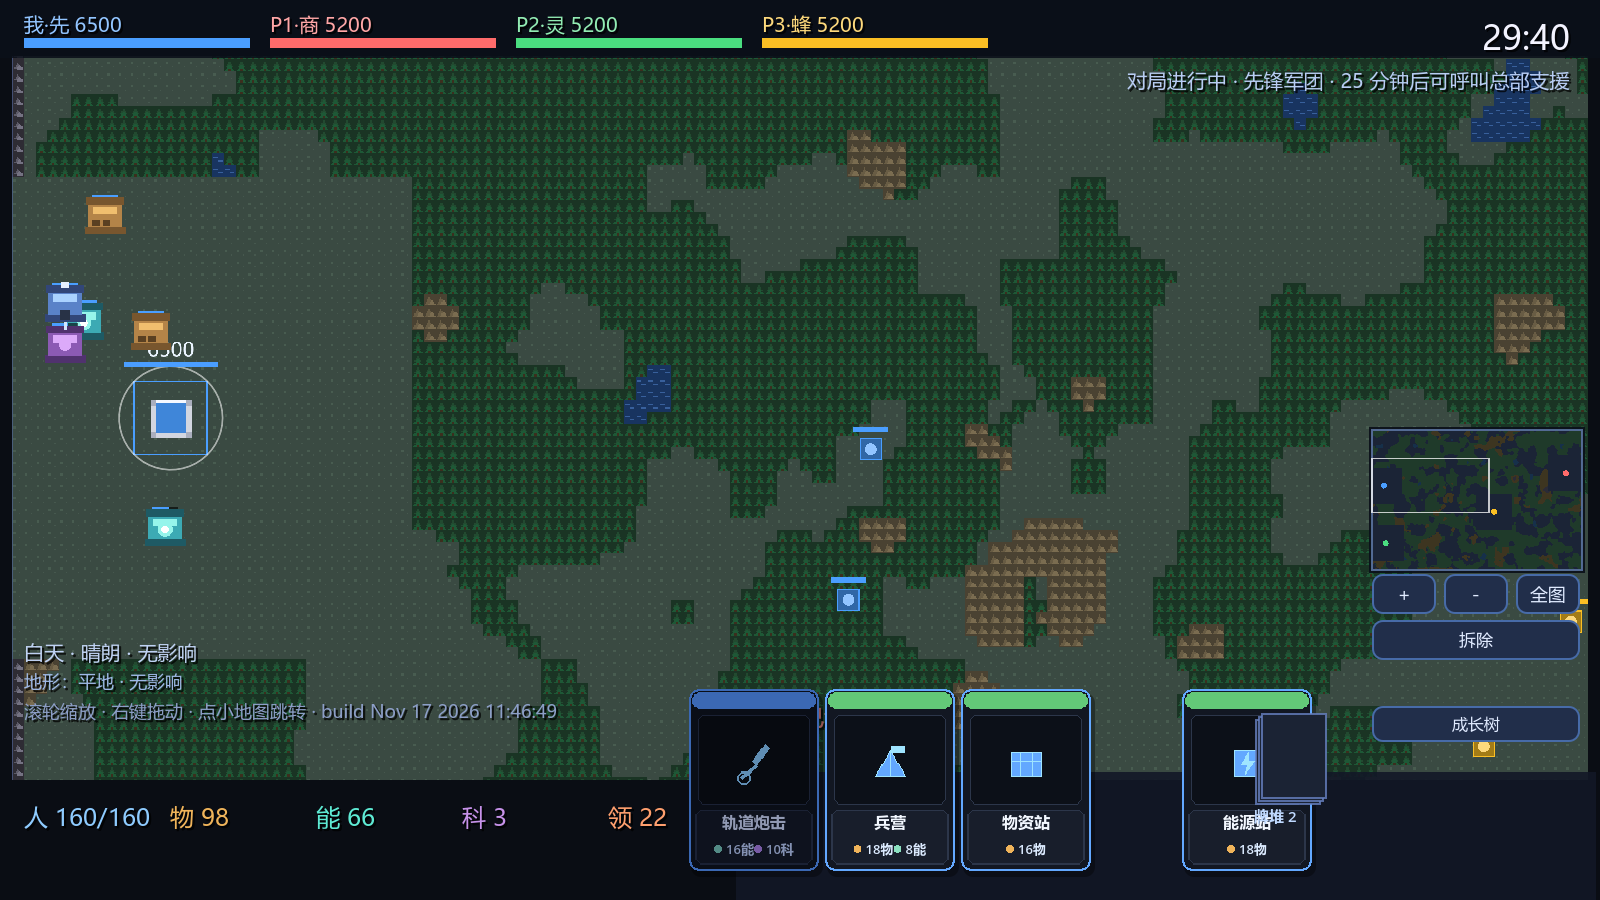 我·先 6500
P1·商 5200
P2·灵 5200
P3·蜂 5200
29:40
对局进行中 · 先锋军团 · 25 分钟后可呼叫总部支援
6500
白天 · 晴朗 · 无影响
地形：平地 · 无影响
滚轮缩放 · 右键拖动 · 点小地图跳转 · build Nov 17 2026 11:46:49
+
-
全图
拆除
成长树
人 160/160
物 98
能 66
科 3
领 22
轨道炮击
16能 10科
兵营
18物 8能
物资站
16物
能源站
18物
牌堆 2